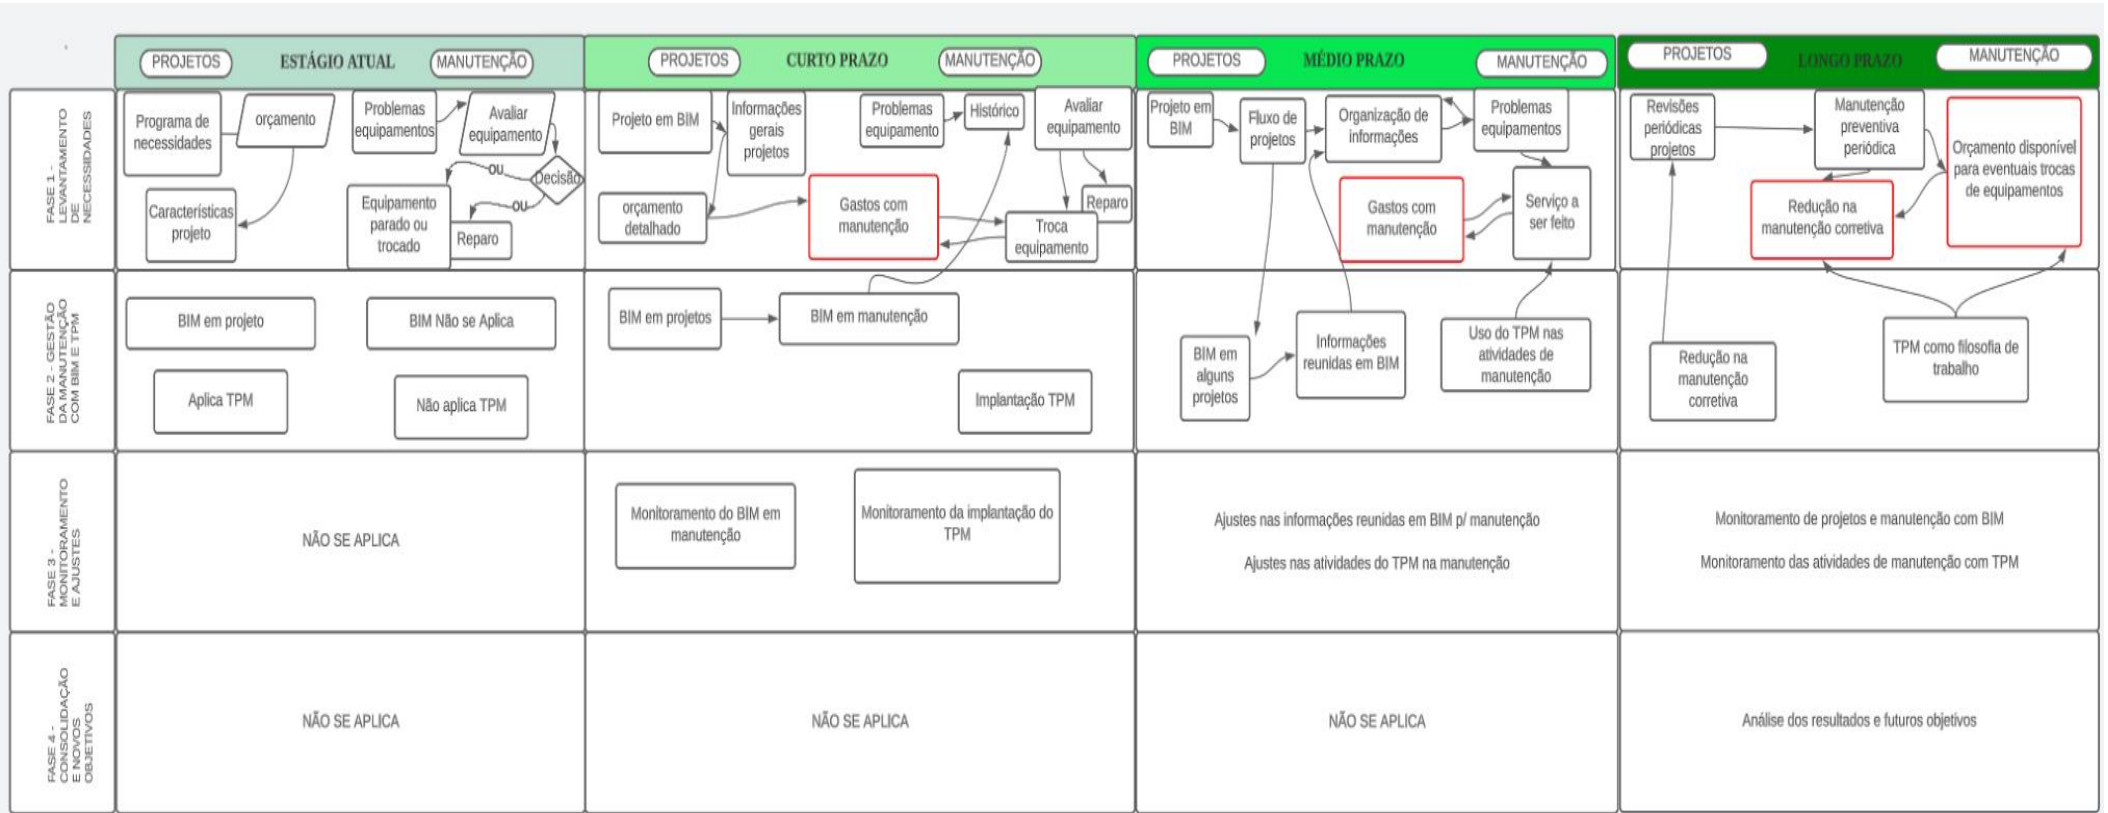 PROJETOS
ESTÁGIO ATUAL
MANUTENÇÃO
PROJETOS
CURTO PRAZO
MANUTENÇÃO
PROJETOS
MÉDIO PRAZO
MANUTENÇÃO
PROJETOS
LONGO PRAZO
MANUTENÇÃO
FASE 1 -
LEVANTAMENTO
DE
NECESSIDADES
Programa de
necessidades
orçamento
Características
projeto
Problemas
equipamentos
Avaliar
equipamento
Decisão
OU
OU
Equipamento
parado ou
trocado
Reparo
Projeto em BIM
Informações
gerais
projetos
orçamento
detalhado
Gastos com
manutenção
Problemas
equipamento
Histórico
Avaliar
equipamento
Reparo
Troca
equipamento
Projeto em
BIM
Fluxo de
projetos
Organização de
informações
Problemas
equipamentos
Gastos com
manutenção
Serviço a
ser feito
Revisões
periódicas
projetos
Manutenção
preventiva
periódica
Redução na
manutenção corretiva
Orçamento disponível
para eventuais trocas
de equipamentos
FASE 2 - GESTÃO
DA MANUTENÇÃO
COM BIM E TPM
BIM em projeto
BIM Não se Aplica
Aplica TPM
Não aplica TPM
BIM em projetos
BIM em manutenção
Implantação TPM
BIM em
alguns
projetos
Informações
reunidas em BIM
Uso do TPM nas
atividades de
manutenção
Redução na
manutenção
corretiva
TPM como filosofia de
trabalho
FASE 3 -
MONITORAMENTO
E AJUSTES
NÃO SE APLICA
Monitoramento do BIM em
manutenção
Monitoramento da implantação do
TPM
Ajustes nas informações reunidas em BIM p/ manutenção
Ajustes nas atividades do TPM na manutenção
Monitoramento de projetos e manutenção com BIM
Monitoramento das atividades de manutenção com TPM
FASE 4 -
CONSOLIDAÇÃO
E NOVOS
OBJETIVOS
NÃO SE APLICA
NÃO SE APLICA
NÃO SE APLICA
Análise dos resultados e futuros objetivos